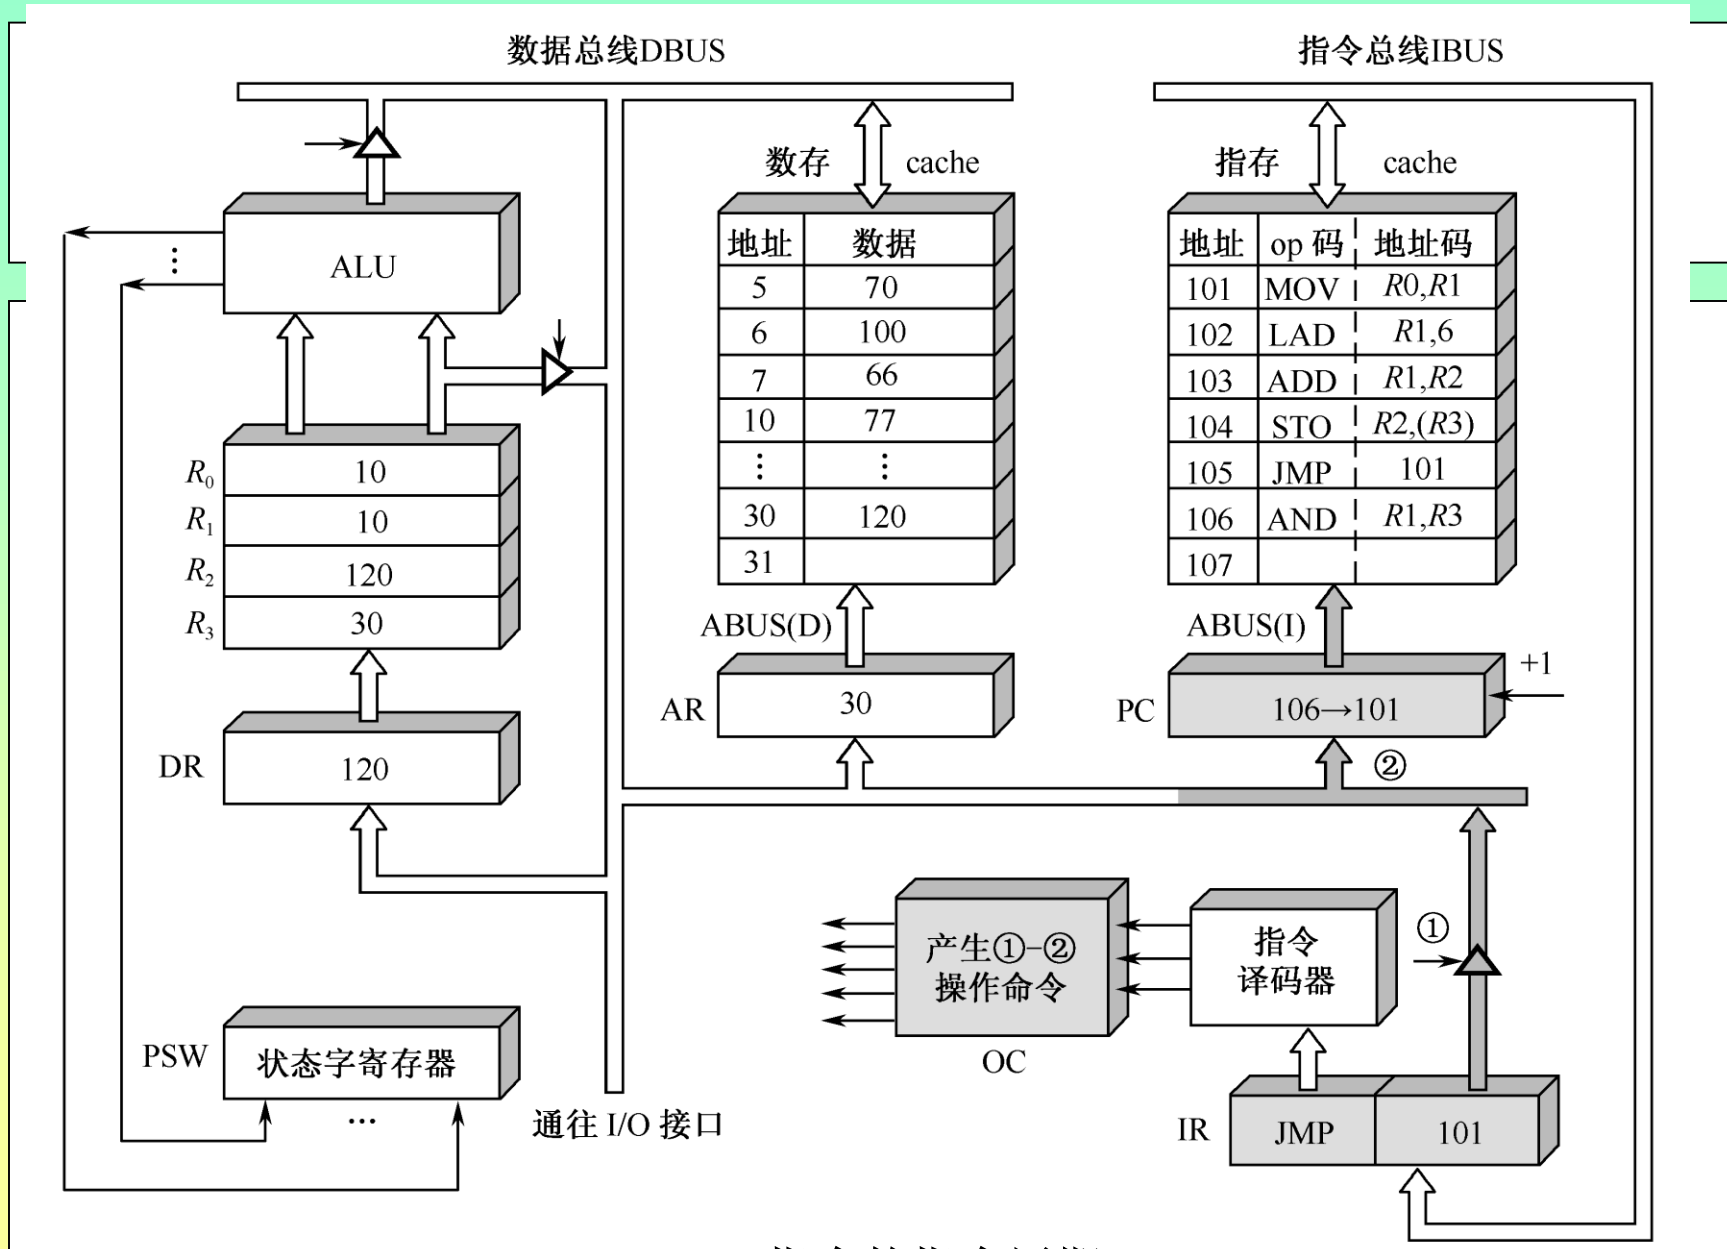 数据总线DBUS
指令总线IBUS
数存 cache
指存 cache
ALU
地址 数据
5 70
6 100
7 66
10 77
⋮ ⋮
30 120
31
地址 op 码 地址码
101 MOV R0,R1
102 LAD R1,6
103 ADD R1,R2
104 STO R2,(R3)
105 JMP 101
106 AND R1,R3
107
R0 10
R1 10
R2 120
R3 30
ABUS(D)
ABUS(I)
AR 30
PC 106→101
+1
②
DR 120
①
产生①-②
操作命令
OC
指令
译码器
PSW 状态字寄存器
…
通往 I/O 接口
IR JMP 101